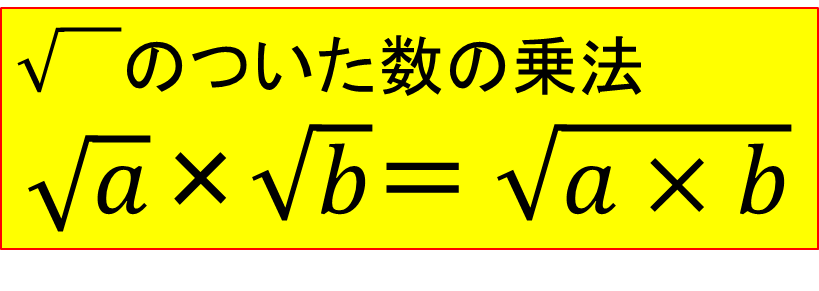 √ のついた数の乗法
√a × √b = √(a × b)